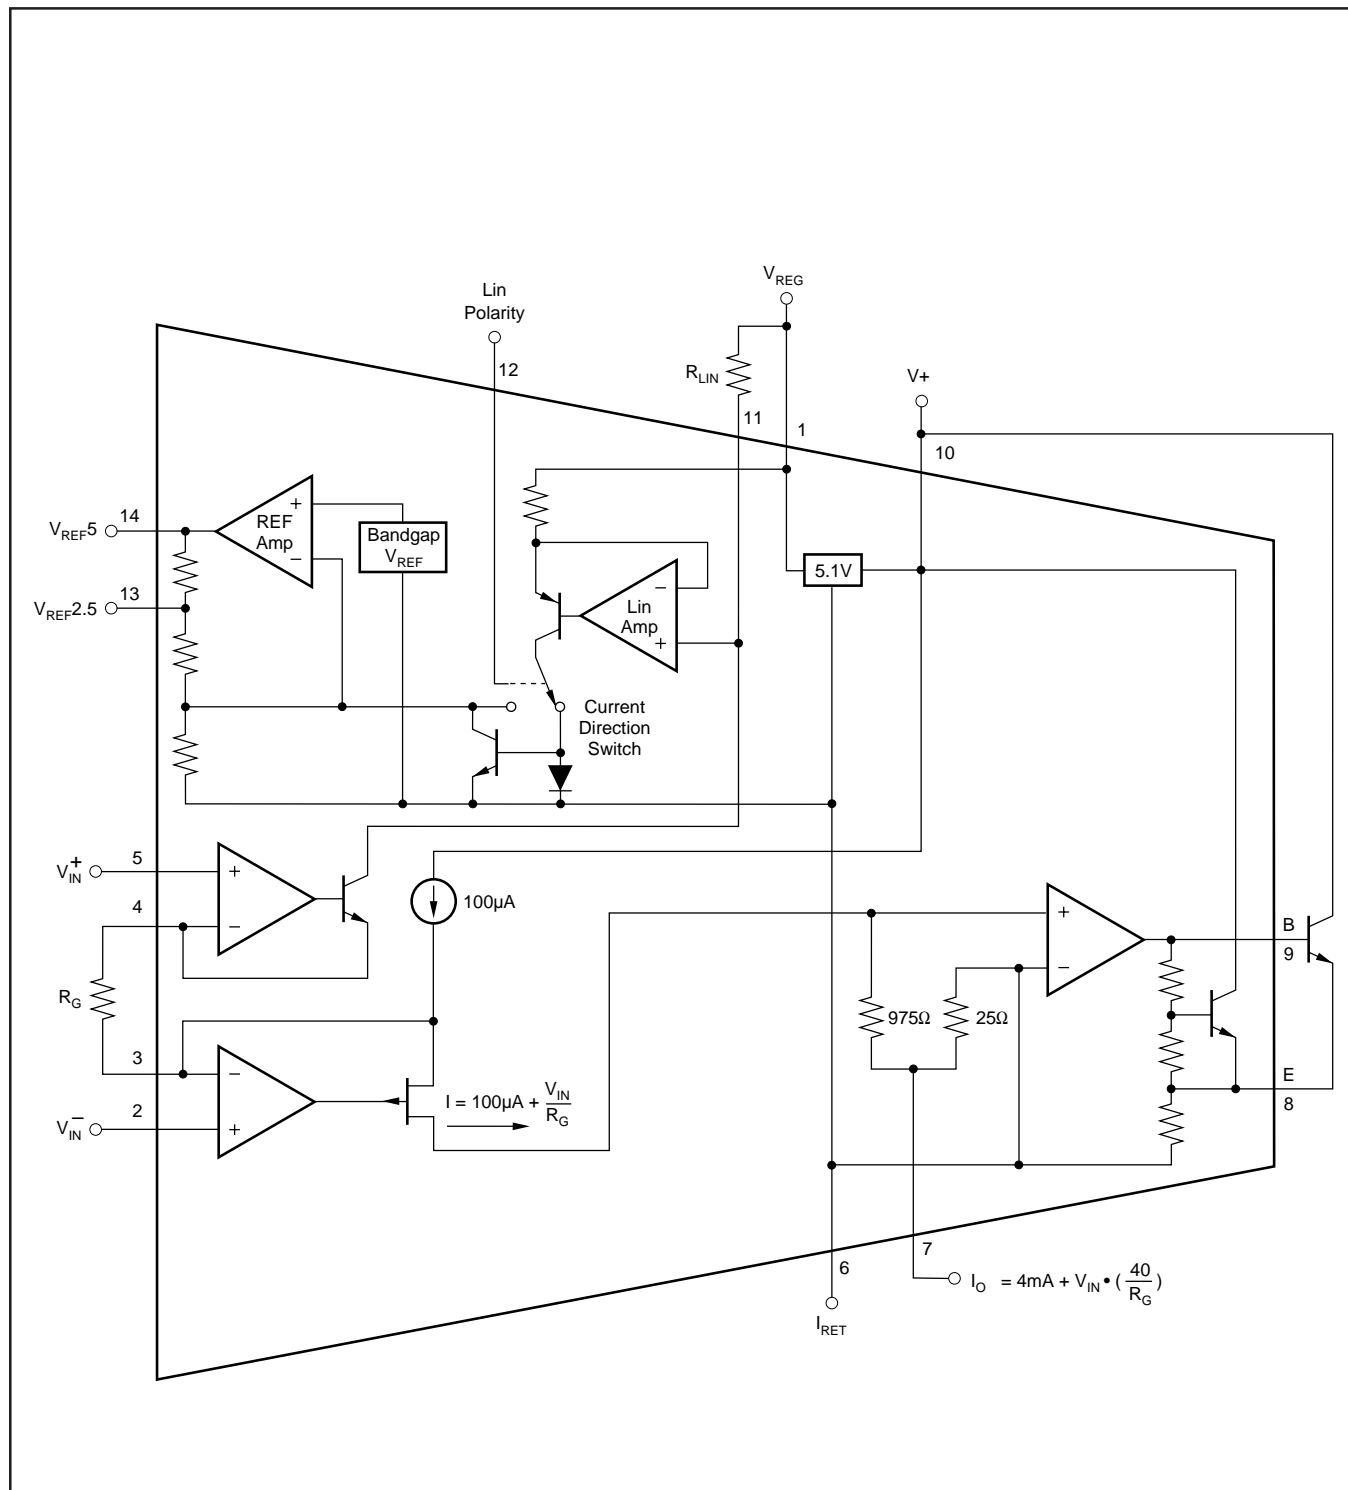 V_REG
Lin
Polarity
12
R_LIN
V+
11
1
10
V_REF5
14
REF
Amp
+
–
Bandgap
V_REF
13
V_REF2.5
5.1V
–
Lin
Amp
+
Current
Direction
Switch
V_IN^+
5
+
4
–
100µA
R_G
3
–
2
V_IN^–
+
I = 100µA + V_IN/R_G
975Ω
25Ω
+
–
B
9
E
8
7
6
I_O = 4mA + V_IN • (40/R_G)
I_RET